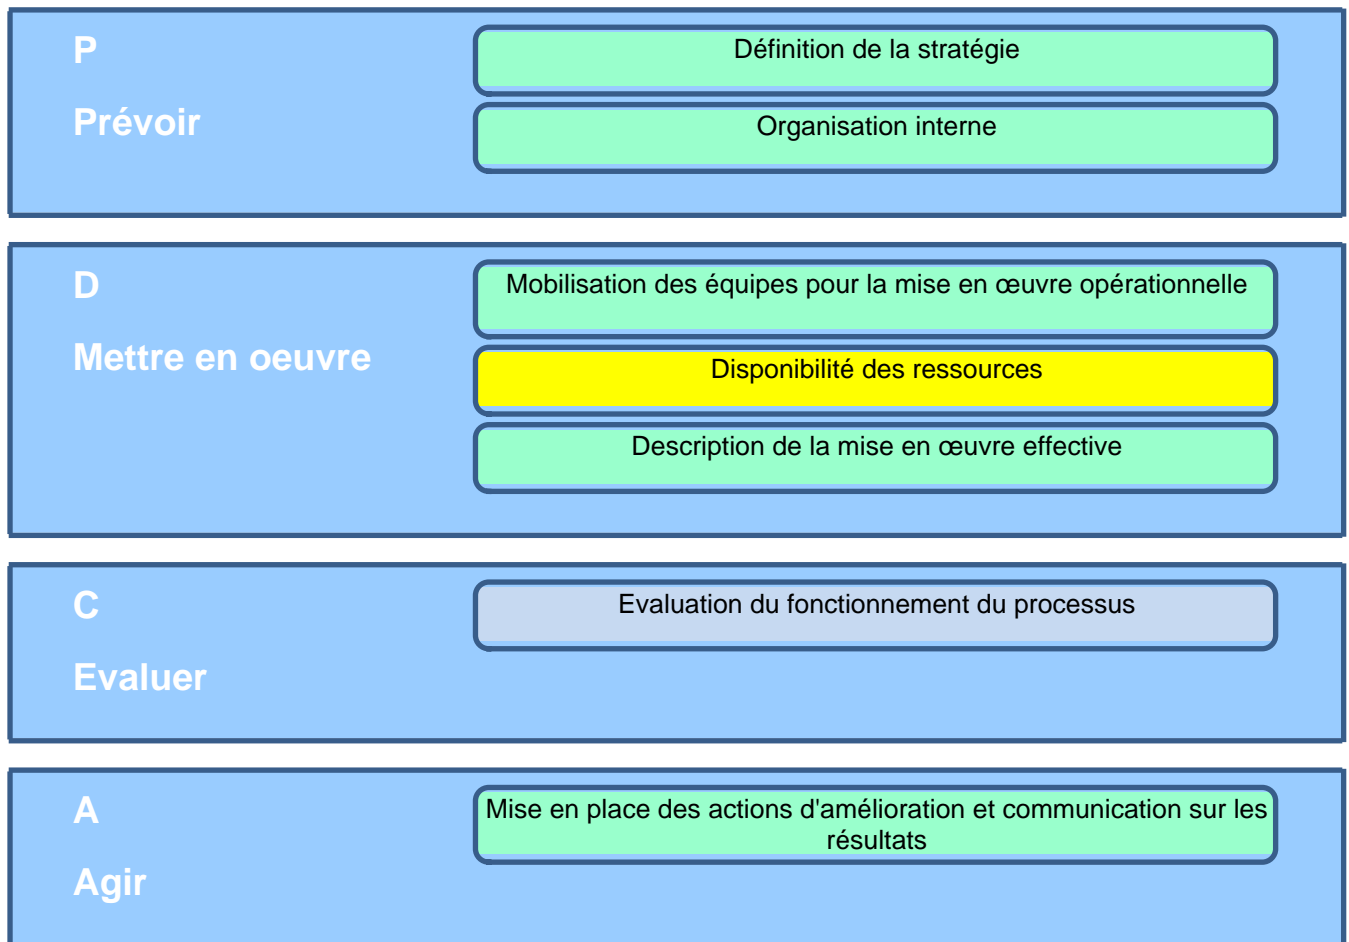 P
Prévoir
Définition de la stratégie
Organisation interne
D
Mettre en oeuvre
Mobilisation des équipes pour la mise en œuvre opérationnelle
Disponibilité des ressources
Description de la mise en œuvre effective
C
Evaluer
Evaluation du fonctionnement du processus
A
Agir
Mise en place des actions d'amélioration et communication sur les
résultats